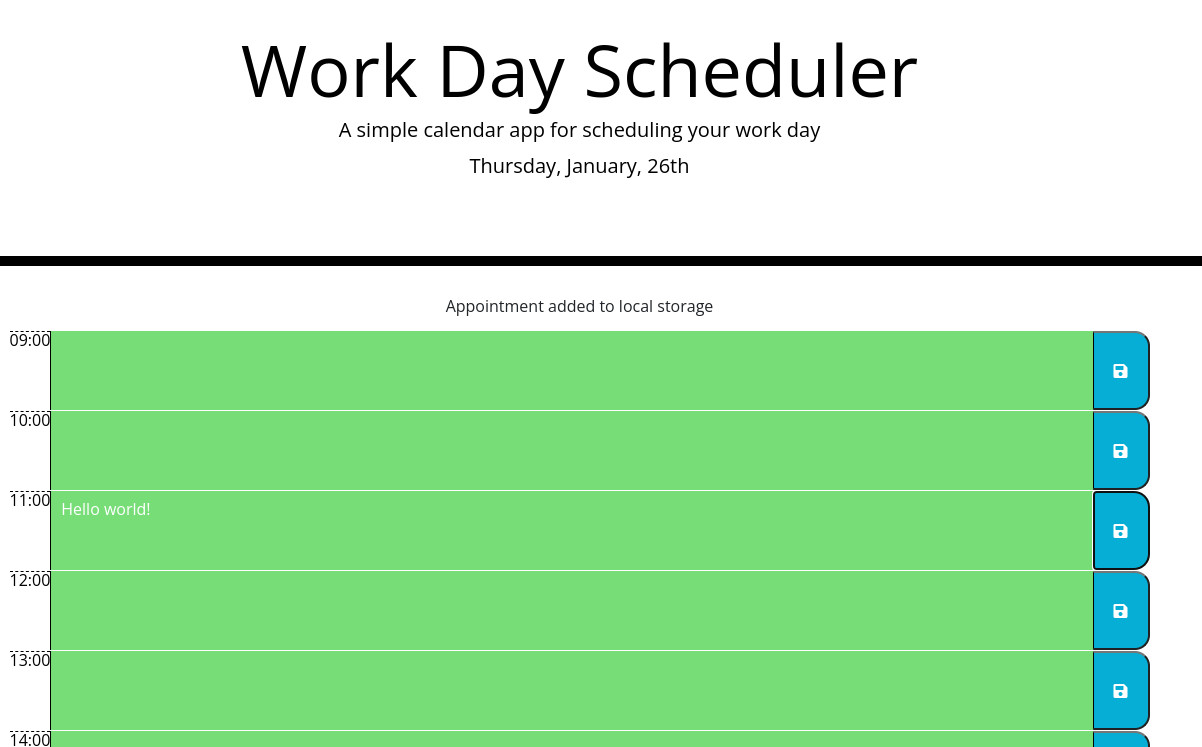 Work Day Scheduler
A simple calendar app for scheduling your work day
Thursday, January, 26th
Appointment added to local storage
09:00
10:00
11:00
Hello world!
12:00
13:00
14:00